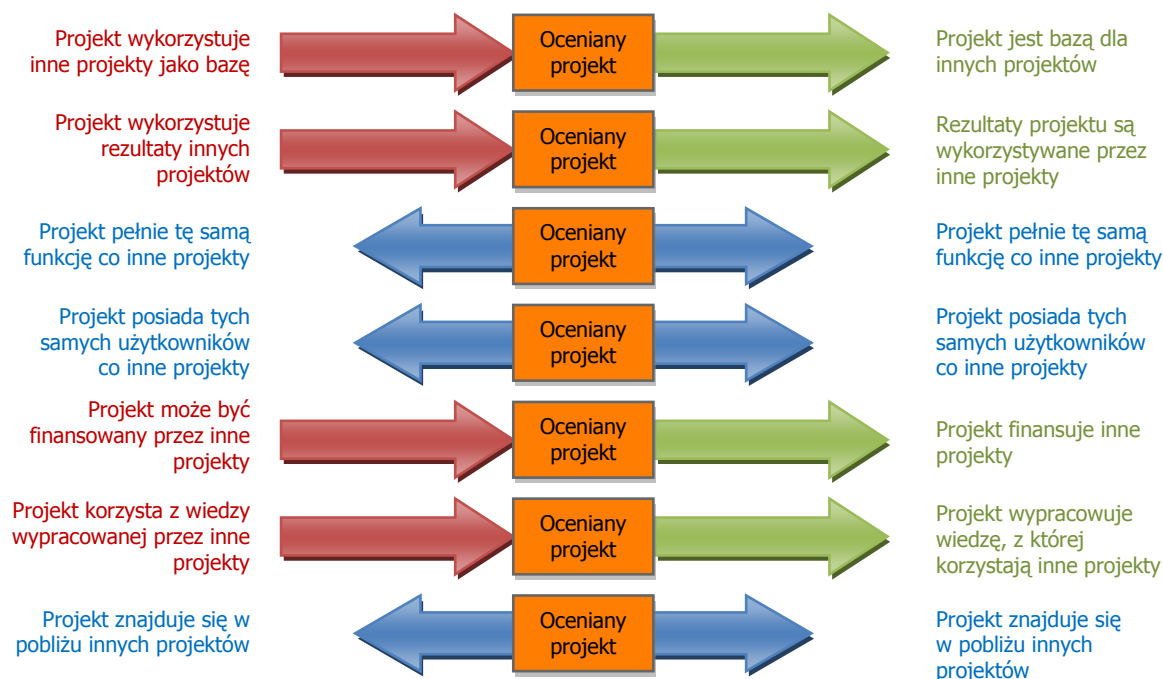 Projekt wykorzystuje
inne projekty jako bazę
Oceniany
projekt
Projekt jest bazą dla
innych projektów
Projekt wykorzystuje
rezultaty innych
projektów
Oceniany
projekt
Rezultaty projektu są
wykorzystywane przez
inne projekty
Projekt pełnie tę samą
funkcję co inne projekty
Oceniany
projekt
Projekt pełnie tę samą
funkcję co inne projekty
Projekt posiada tych
samych użytkowników
co inne projekty
Oceniany
projekt
Projekt posiada tych
samych użytkowników
co inne projekty
Projekt może być
finansowany przez inne
projekty
Oceniany
projekt
Projekt finansuje inne
projekty
Projekt korzysta z wiedzy
wypracowanej przez inne
projekty
Oceniany
projekt
Projekt wypracowuje
wiedzę, z której
korzystają inne projekty
Projekt znajduje się w
pobliżu innych projektów
Oceniany
projekt
Projekt znajduje się
w pobliżu innych
projektów